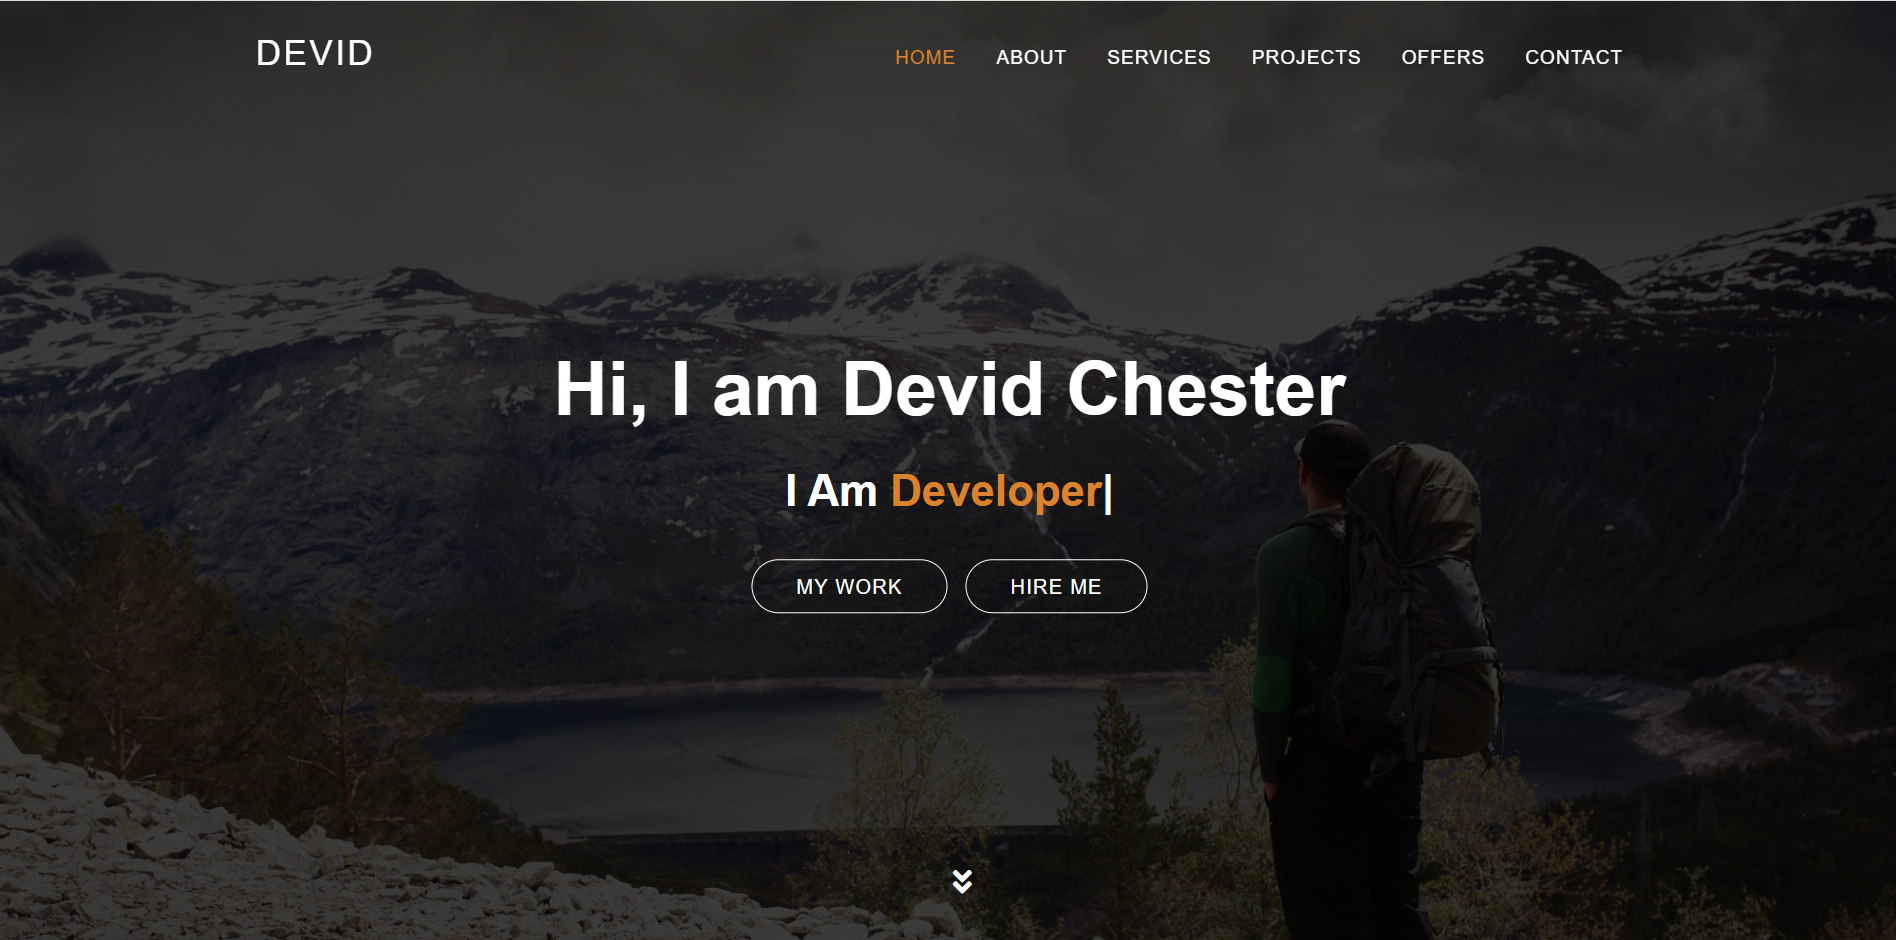 DEVID
HOME ABOUT SERVICES PROJECTS OFFERS CONTACT
Hi, I am Devid Chester
I Am Developer|
MY WORK HIRE ME